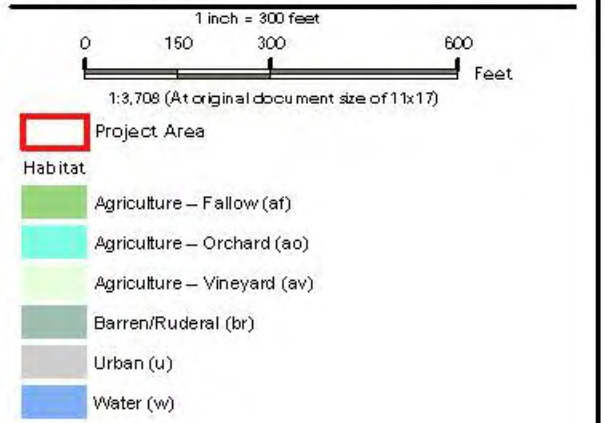 1 inch = 300 feet
0 150 300 600
Feet
1:3,708 (At original document size of 11x17)
Project Area
Habitat
Agriculture – Fallow (af)
Agriculture – Orchard (ao)
Agriculture – Vineyard (av)
Barren/Ruderal (br)
Urban (u)
Water (w)